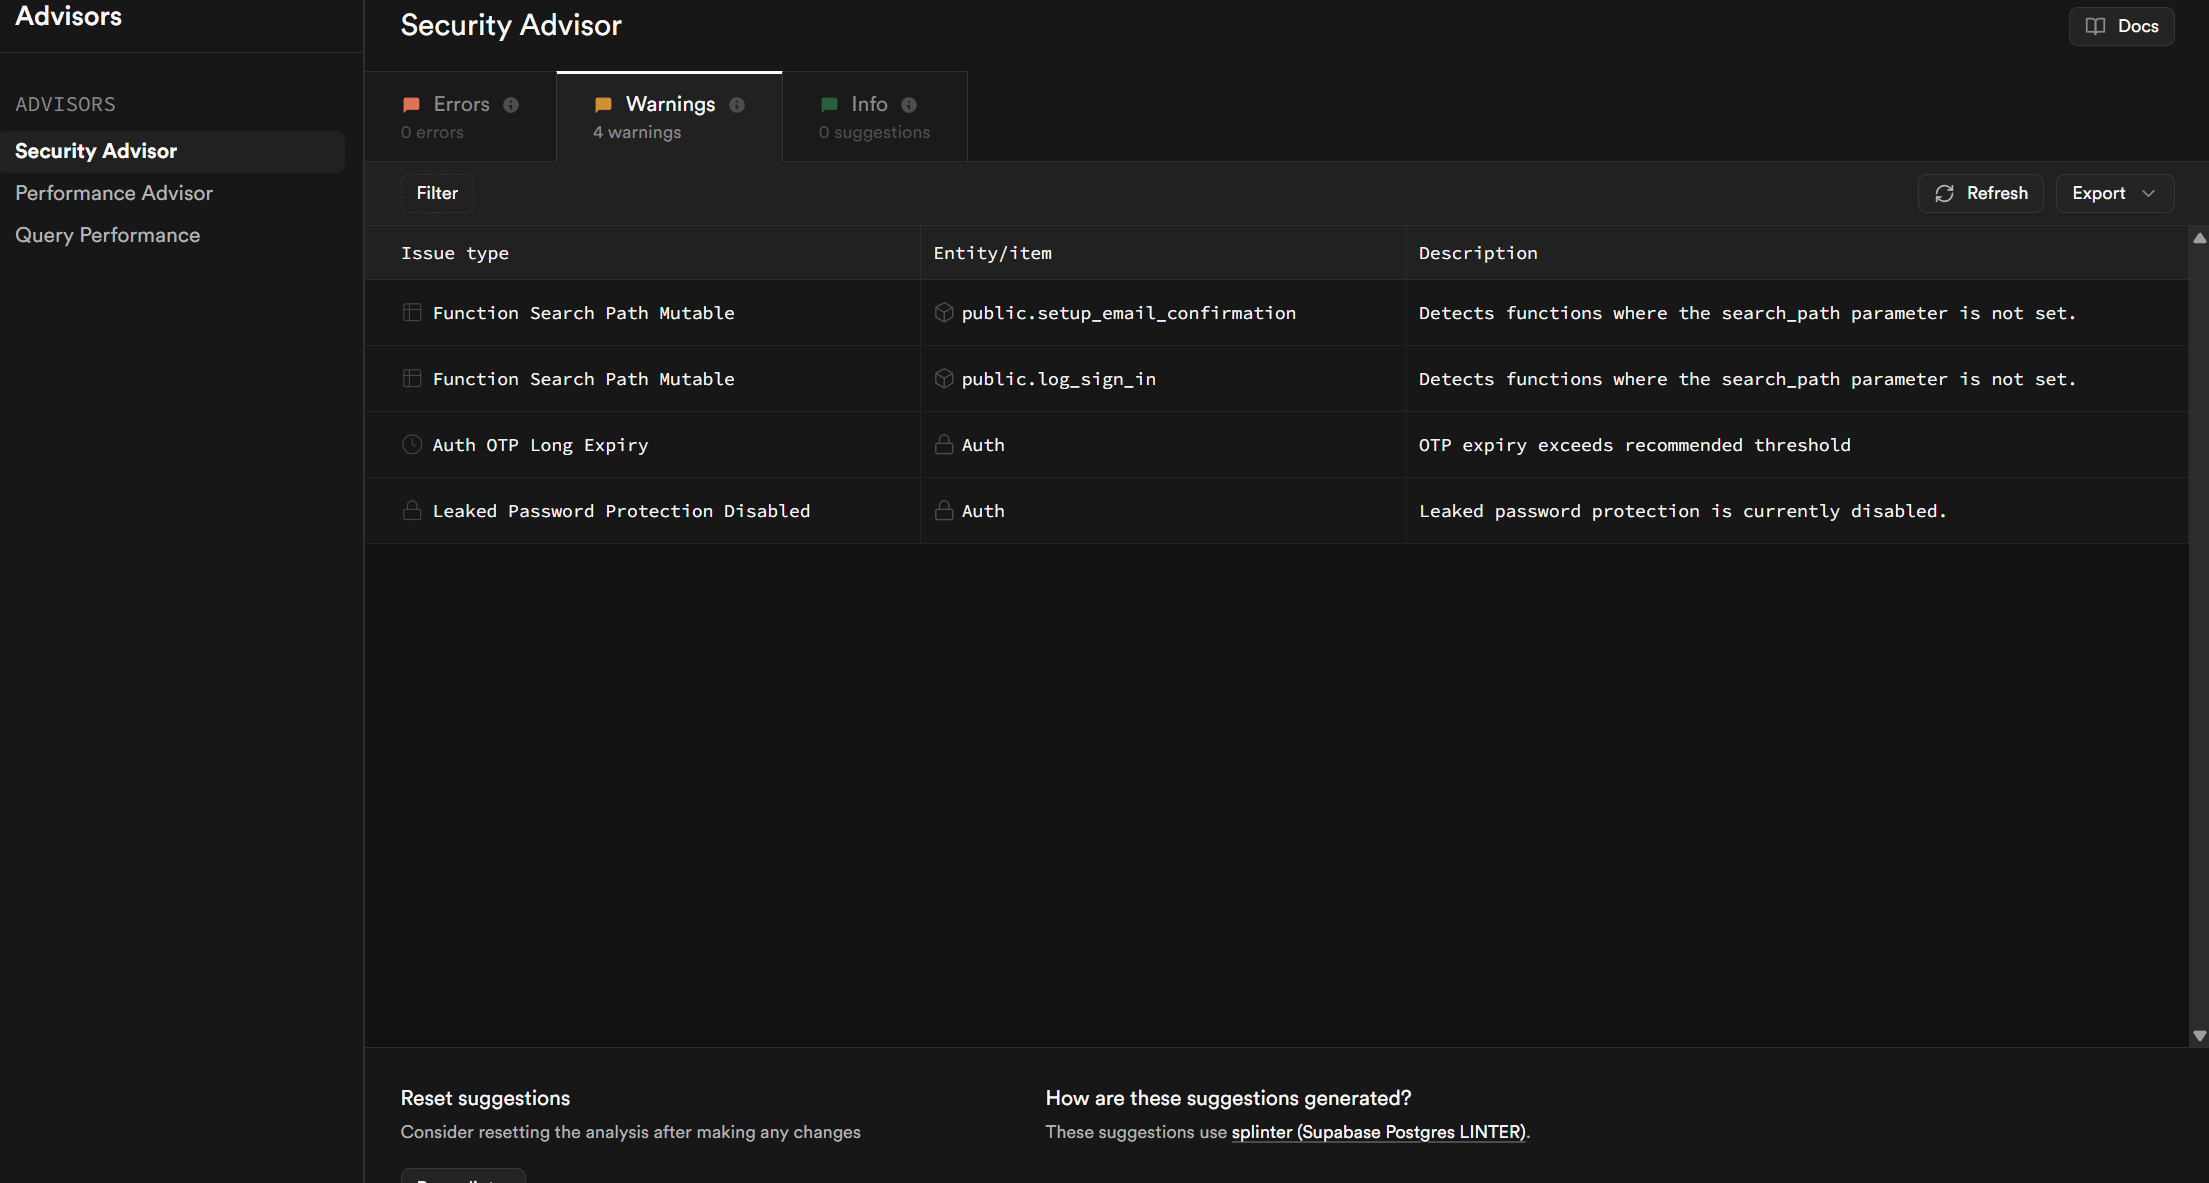 Advisors
ADVISORS
Security Advisor
Performance Advisor
Query Performance
Security Advisor
Docs
Errors
0 errors
Warnings
4 warnings
Info
0 suggestions
Filter
Refresh
Export
Issue type Entity/item Description
Function Search Path Mutable public.setup_email_confirmation Detects functions where the search_path parameter is not set.
Function Search Path Mutable public.log_sign_in Detects functions where the search_path parameter is not set.
Auth OTP Long Expiry Auth OTP expiry exceeds recommended threshold
Leaked Password Protection Disabled Auth Leaked password protection is currently disabled.
Reset suggestions
Consider resetting the analysis after making any changes
How are these suggestions generated?
These suggestions use splinter (Supabase Postgres LINTER).